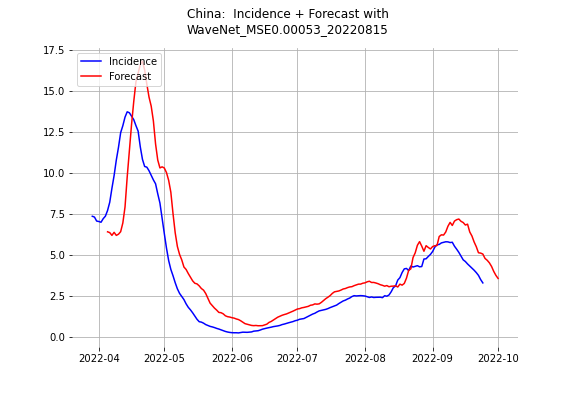 China:  Incidence + Forecast with
WaveNet_MSE0.00053_20220815
17.5
Incidence
Forecast
15.0
12.5
10.0
7.5
5.0
2.5
0.0
2022-04 2022-05 2022-06 2022-07 2022-08 2022-09 2022-10